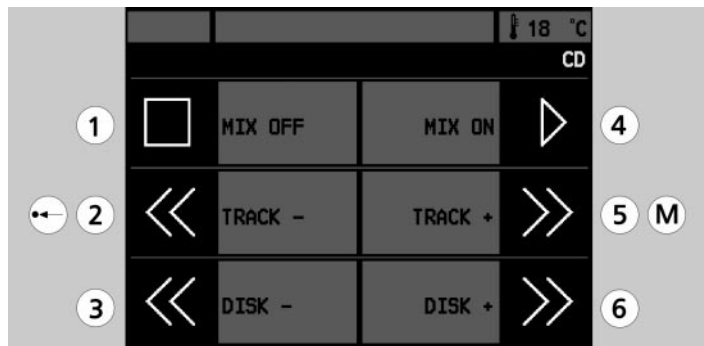 18 °C
CD
1 MIX OFF MIX ON 4
2 TRACK - TRACK + 5 M
3 DISK - DISK + 6